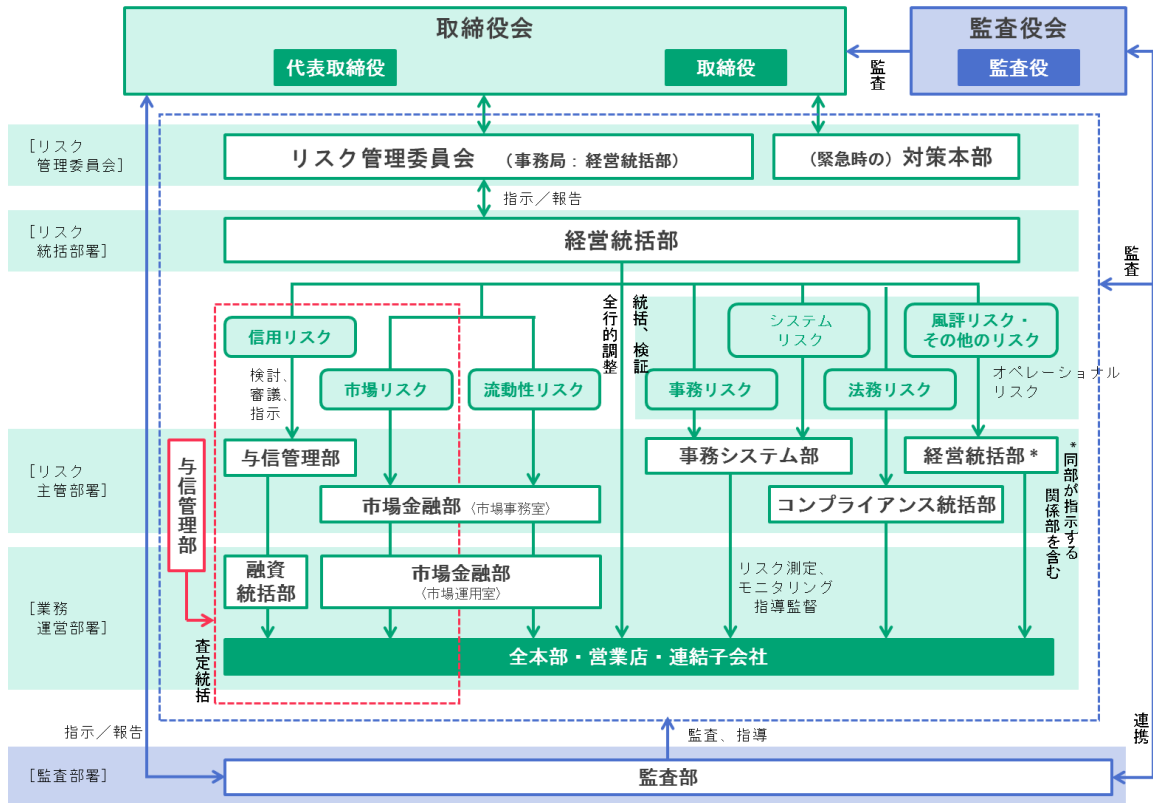 取締役会
代表取締役
取締役
監査役会
監査役
監査
[リスク
管理委員会]
リスク管理委員会 (事務局：経営統括部)
(緊急時の) 対策本部
指示／報告
[リスク
統括部署]
経営統括部
監査
全行的調整
統括、検証
信用リスク
検討、
審議、
指示
市場リスク
流動性リスク
事務リスク
システム
リスク
法務リスク
風評リスク・
その他のリスク
オペレーショナル
リスク
[リスク
主管部署]
与信管理部
与信管理部
市場金融部〈市場事務室〉
事務システム部
コンプライアンス統括部
経営統括部*
*同部が指示する
関係部を含む
[業務
運営部署]
融資
統括部
市場金融部
〈市場運用室〉
リスク測定、
モニタリング
指導監督
査定統括
全本部・営業店・連結子会社
指示／報告
監査、指導
連携
[監査部署]
監査部